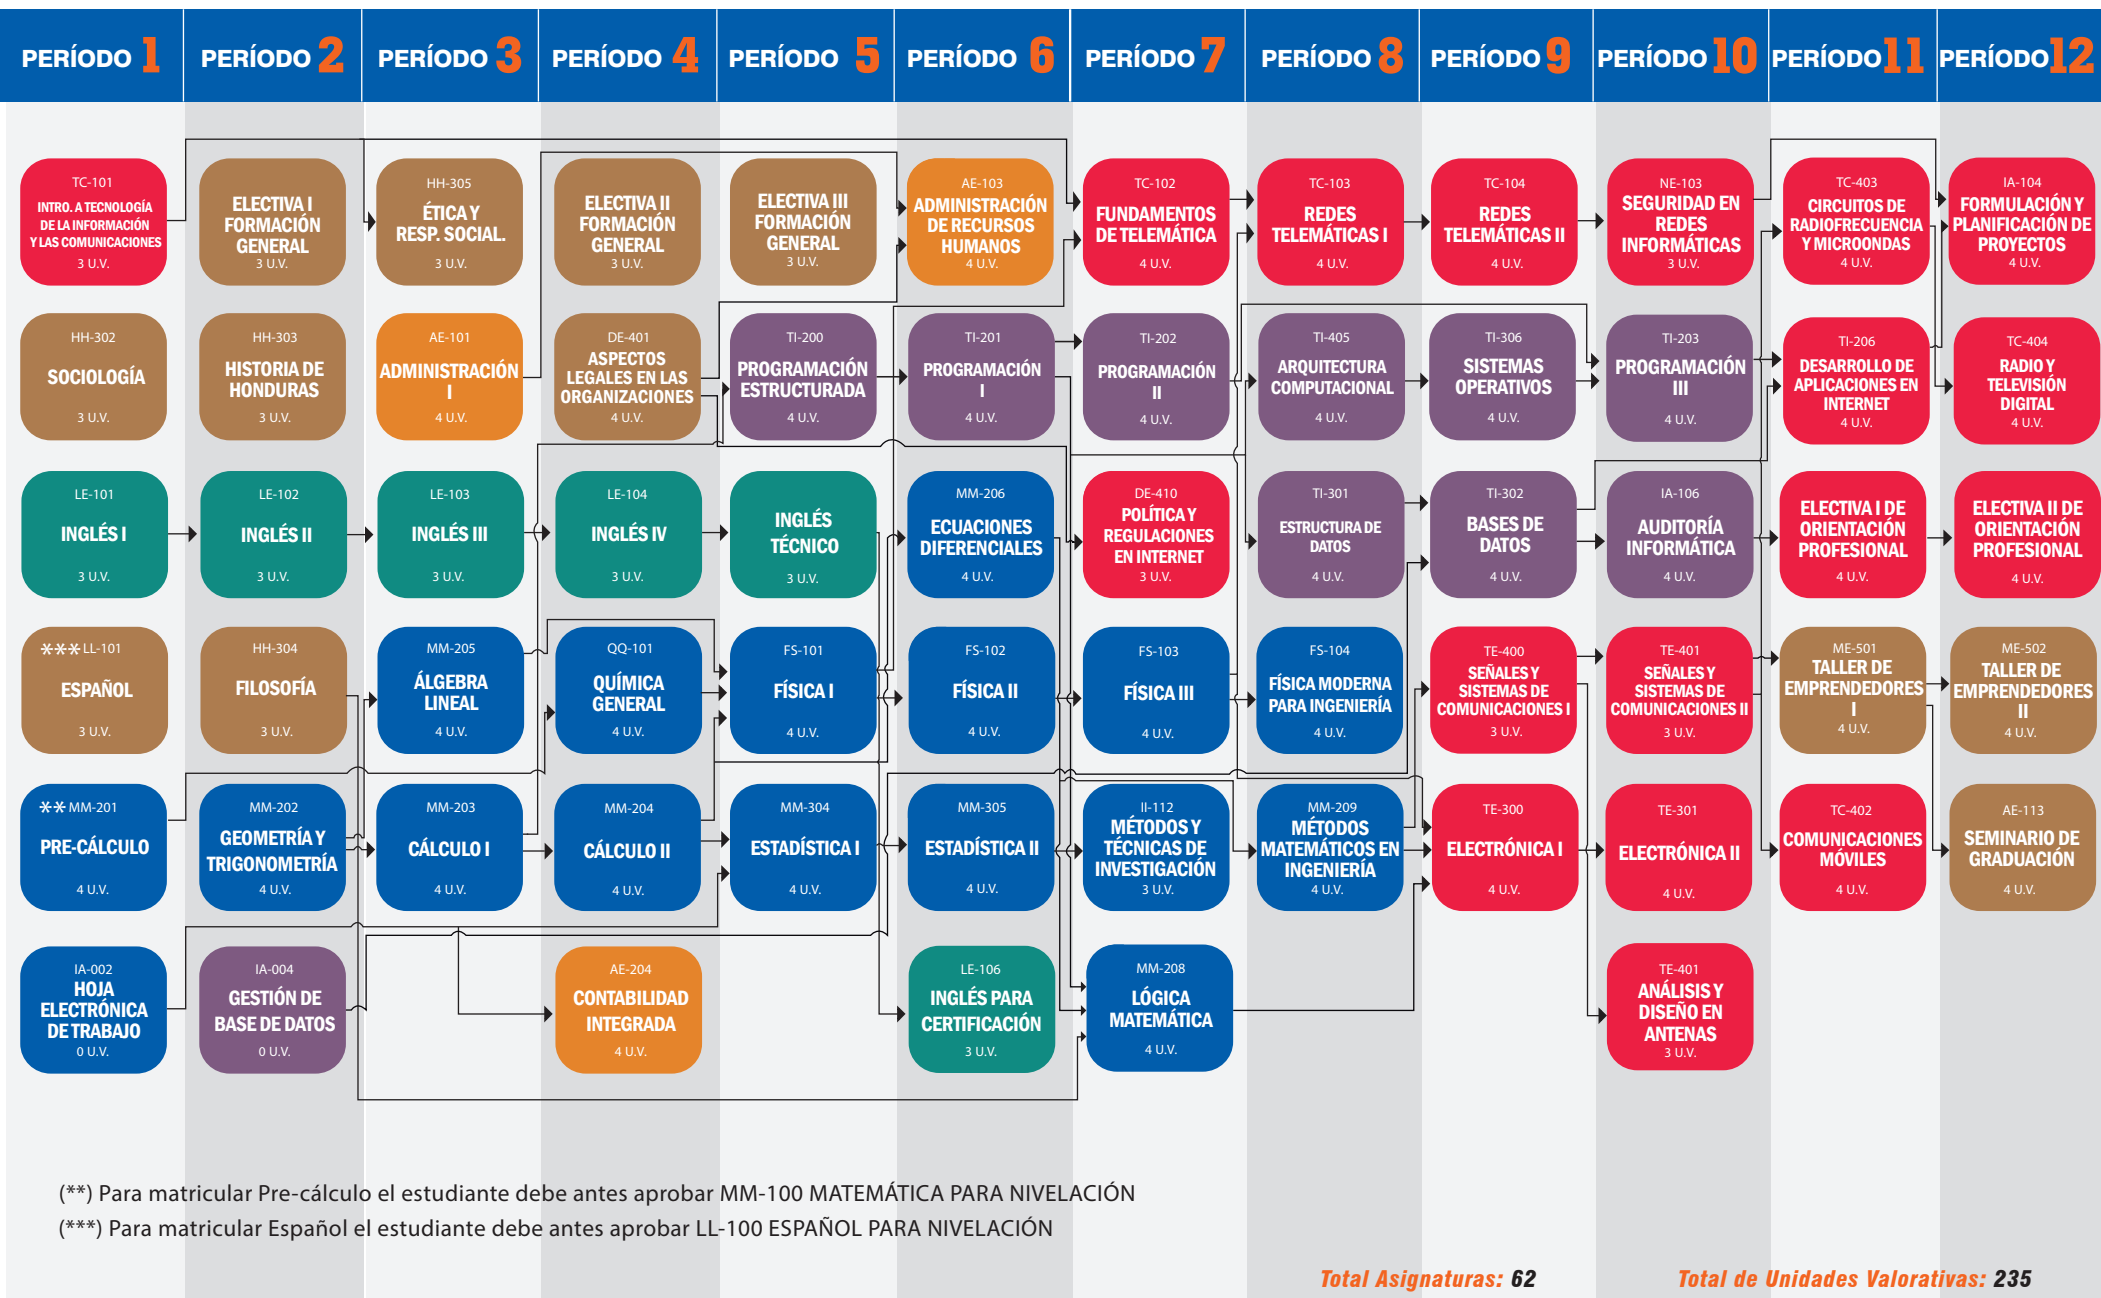 PERÍODO 1
PERÍODO 2
PERÍODO 3
PERÍODO 4
PERÍODO 5
PERÍODO 6
PERÍODO 7
PERÍODO 8
PERÍODO 9
PERÍODO 10
PERÍODO 11
PERÍODO 12
TC-101
INTRO. A TECNOLOGÍA
DE LA INFORMACIÓN
Y LAS COMUNICACIONES
3 U.V.
ELECTIVA I
FORMACIÓN
GENERAL
3 U.V.
HH-305
ÉTICA Y
RESP. SOCIAL.
3 U.V.
ELECTIVA II
FORMACIÓN
GENERAL
3 U.V.
ELECTIVA III
FORMACIÓN
GENERAL
3 U.V.
AE-103
ADMINISTRACIÓN
DE RECURSOS
HUMANOS
4 U.V.
TC-102
FUNDAMENTOS
DE TELEMÁTICA
4 U.V.
TC-103
REDES
TELEMÁTICAS I
4 U.V.
TC-104
REDES
TELEMÁTICAS II
4 U.V.
NE-103
SEGURIDAD EN
REDES
INFORMÁTICAS
3 U.V.
TC-403
CIRCUITOS DE
RADIOFRECUENCIA
Y MICROONDAS
4 U.V.
IA-104
FORMULACIÓN Y
PLANIFICACIÓN DE
PROYECTOS
4 U.V.
HH-302
SOCIOLOGÍA
3 U.V.
HH-303
HISTORIA DE
HONDURAS
3 U.V.
AE-101
ADMINISTRACIÓN
I
4 U.V.
DE-401
ASPECTOS
LEGALES EN LAS
ORGANIZACIONES
4 U.V.
TI-200
PROGRAMACIÓN
ESTRUCTURADA
4 U.V.
TI-201
PROGRAMACIÓN
I
4 U.V.
TI-202
PROGRAMACIÓN
II
4 U.V.
TI-405
ARQUITECTURA
COMPUTACIONAL
4 U.V.
TI-306
SISTEMAS
OPERATIVOS
4 U.V.
TI-203
PROGRAMACIÓN
III
4 U.V.
TI-206
DESARROLLO DE
APLICACIONES EN
INTERNET
4 U.V.
TC-404
RADIO Y
TELEVISIÓN
DIGITAL
4 U.V.
LE-101
INGLÉS I
3 U.V.
LE-102
INGLÉS II
3 U.V.
LE-103
INGLÉS III
3 U.V.
LE-104
INGLÉS IV
3 U.V.
INGLÉS
TÉCNICO
3 U.V.
MM-206
ECUACIONES
DIFERENCIALES
4 U.V.
DE-410
POLÍTICA Y
REGULACIONES
EN INTERNET
3 U.V.
TI-301
ESTRUCTURA DE
DATOS
4 U.V.
TI-302
BASES DE
DATOS
4 U.V.
IA-106
AUDITORÍA
INFORMÁTICA
4 U.V.
ELECTIVA I DE
ORIENTACIÓN
PROFESIONAL
4 U.V.
ELECTIVA II DE
ORIENTACIÓN
PROFESIONAL
4 U.V.
***LL-101
ESPAÑOL
3 U.V.
HH-304
FILOSOFÍA
3 U.V.
MM-205
ÁLGEBRA
LINEAL
4 U.V.
QQ-101
QUÍMICA
GENERAL
4 U.V.
FS-101
FÍSICA I
4 U.V.
FS-102
FÍSICA II
4 U.V.
FS-103
FÍSICA III
4 U.V.
FS-104
FÍSICA MODERNA
PARA INGENIERÍA
4 U.V.
TE-400
SEÑALES Y
SISTEMAS DE
COMUNICACIONES I
3 U.V.
TE-401
SEÑALES Y
SISTEMAS DE
COMUNICACIONES II
3 U.V.
ME-501
TALLER DE
EMPRENDEDORES
I
4 U.V.
ME-502
TALLER DE
EMPRENDEDORES
II
4 U.V.
**MM-201
PRE-CÁLCULO
4 U.V.
MM-202
GEOMETRÍA Y
TRIGONOMETRÍA
4 U.V.
MM-203
CÁLCULO I
4 U.V.
MM-204
CÁLCULO II
4 U.V.
MM-304
ESTADÍSTICA I
4 U.V.
MM-305
ESTADÍSTICA II
4 U.V.
II-112
MÉTODOS Y
TÉCNICAS DE
INVESTIGACIÓN
3 U.V.
MM-209
MÉTODOS
MATEMÁTICOS EN
INGENIERÍA
4 U.V.
TE-300
ELECTRÓNICA I
4 U.V.
TE-301
ELECTRÓNICA II
4 U.V.
TC-402
COMUNICACIONES
MÓVILES
4 U.V.
AE-113
SEMINARIO DE
GRADUACIÓN
4 U.V.
IA-002
HOJA
ELECTRÓNICA
DE TRABAJO
0 U.V.
IA-004
GESTIÓN DE
BASE DE DATOS
0 U.V.
AE-204
CONTABILIDAD
INTEGRADA
4 U.V.
LE-106
INGLÉS PARA
CERTIFICACIÓN
3 U.V.
MM-208
LÓGICA
MATEMÁTICA
4 U.V.
TE-401
ANÁLISIS Y
DISEÑO EN
ANTENAS
3 U.V.
(**) Para matricular Pre-cálculo el estudiante debe antes aprobar MM-100 MATEMÁTICA PARA NIVELACIÓN
(***) Para matricular Español el estudiante debe antes aprobar LL-100 ESPAÑOL PARA NIVELACIÓN
Total Asignaturas: 62
Total de Unidades Valorativas: 235